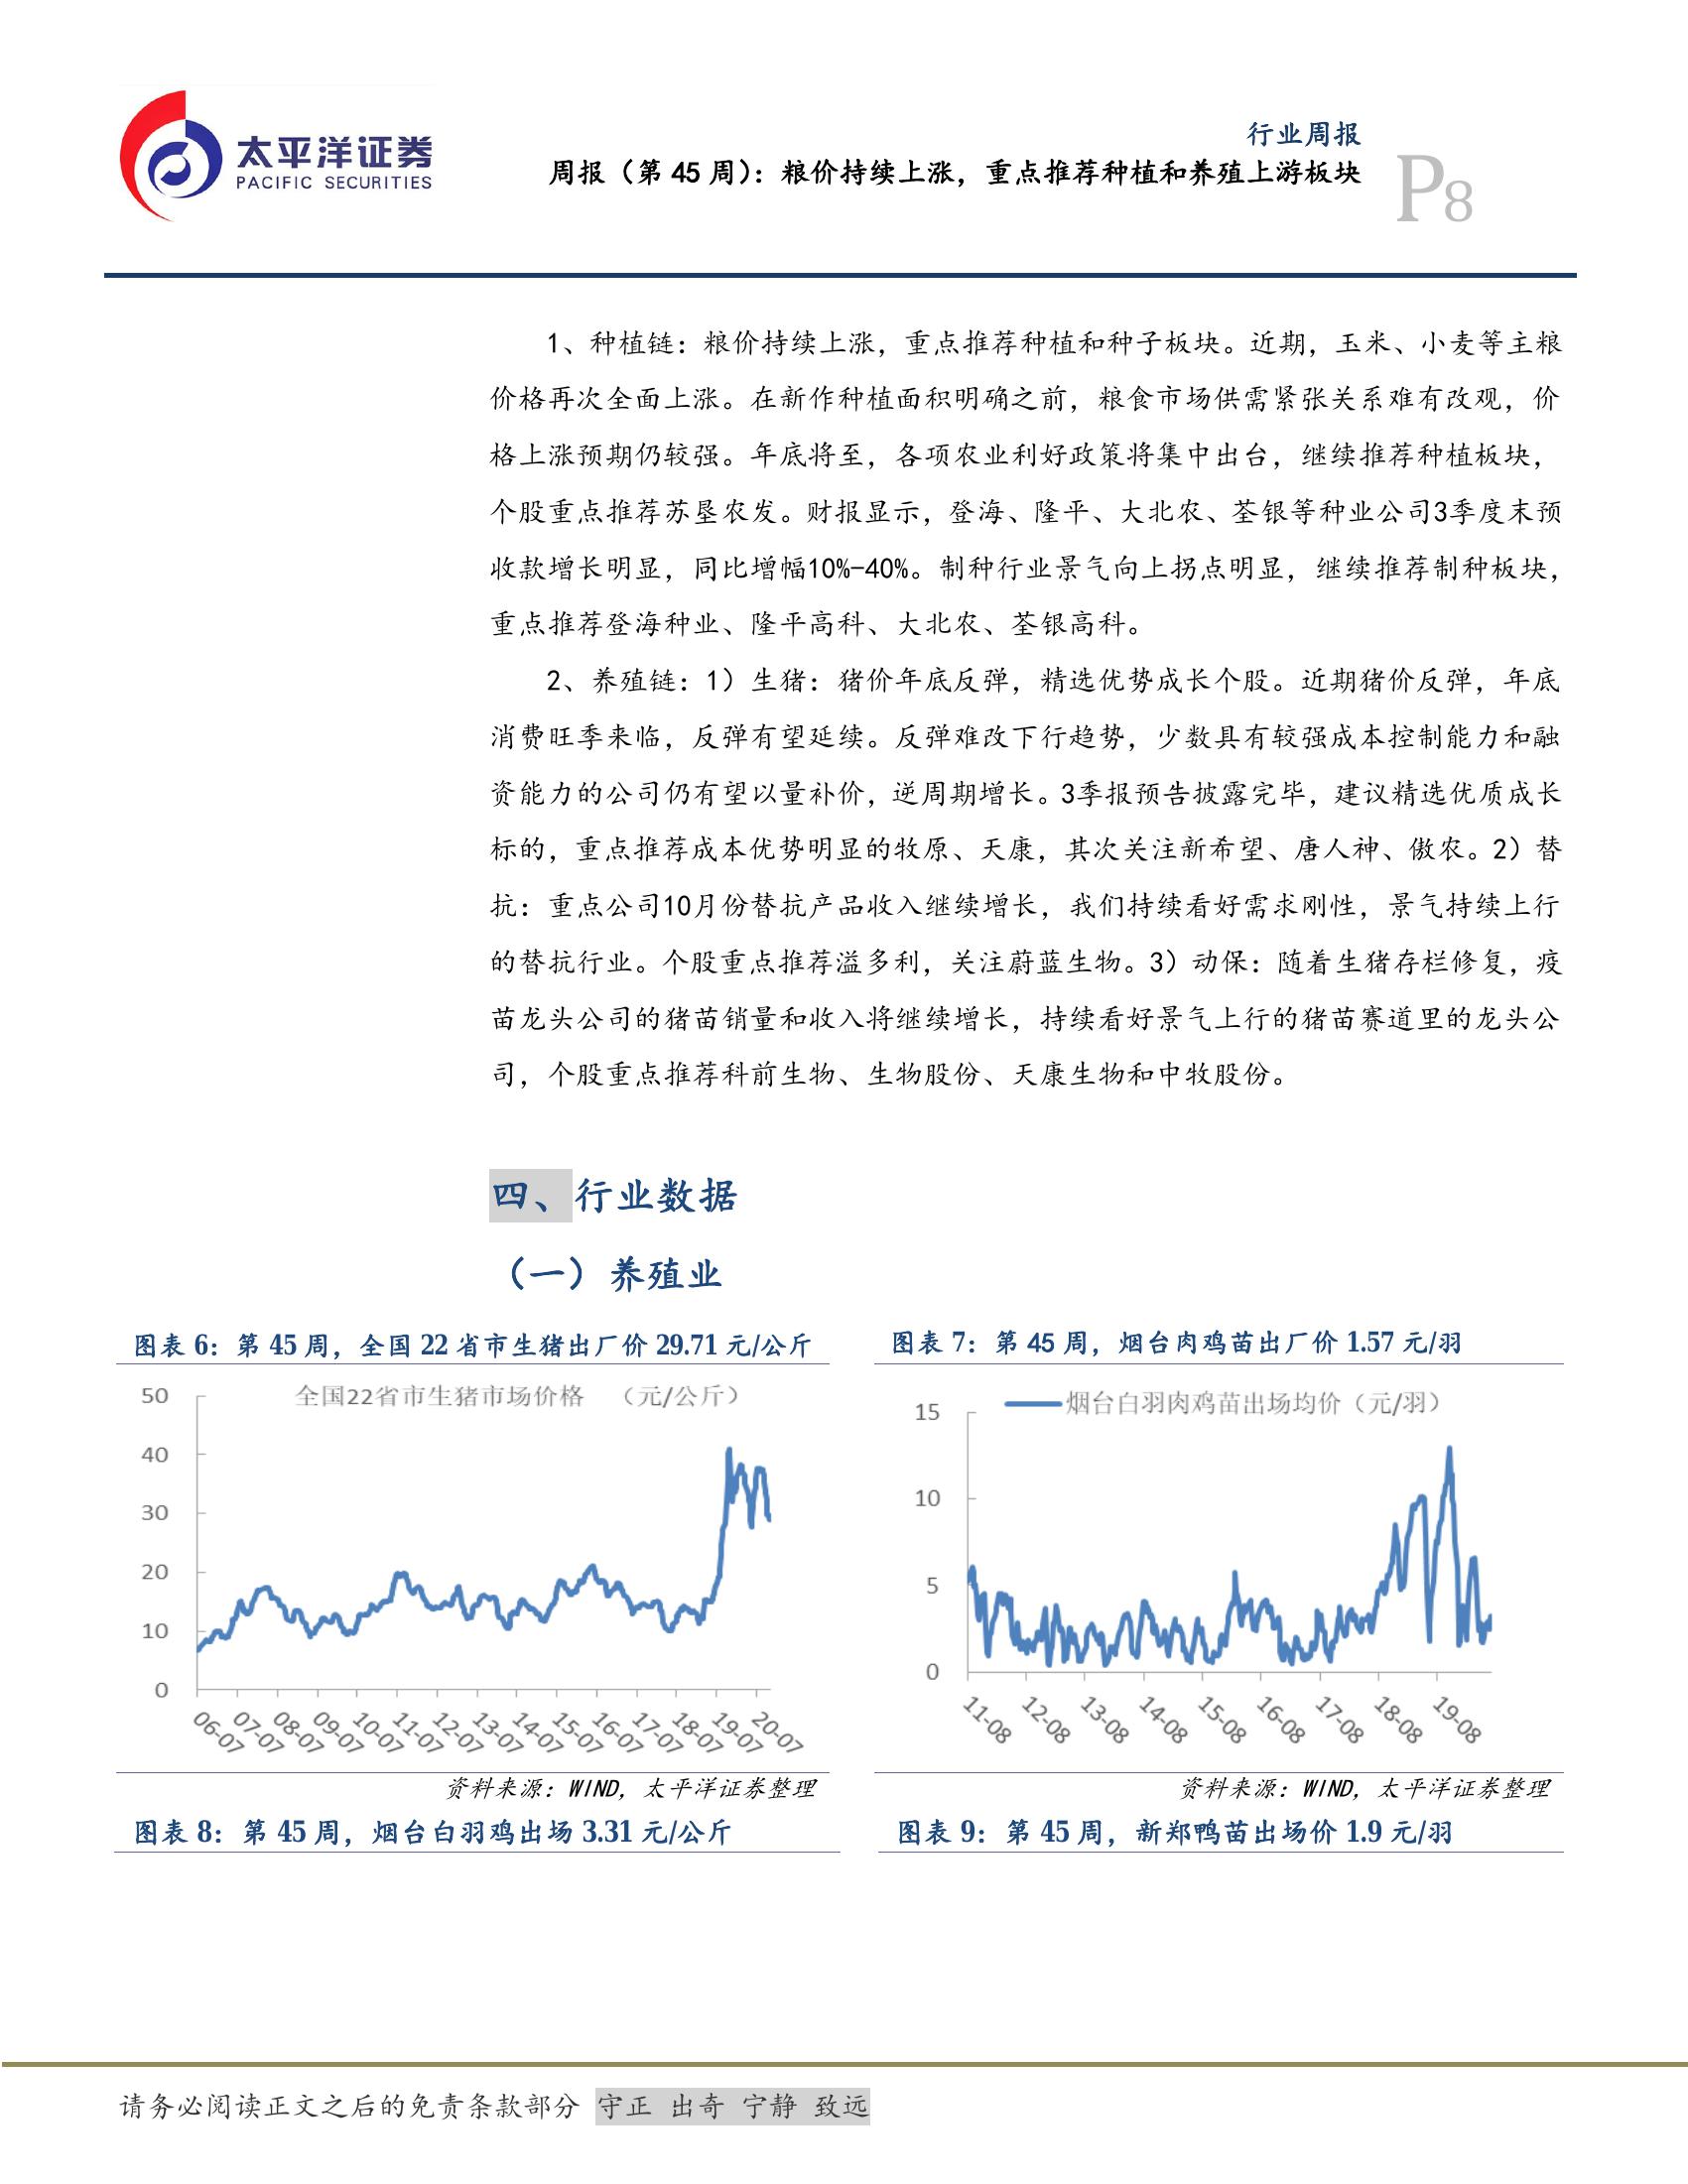 太平洋证券
PACIFIC SECURITIES
行业周报
周报（第 45 周）：粮价持续上涨，重点推荐种植和养殖上游板块
P8
1、种植链：粮价持续上涨，重点推荐种植和种子板块。近期，玉米、小麦等主粮
价格再次全面上涨。在新作种植面积明确之前，粮食市场供需紧张关系难有改观，价
格上涨预期仍较强。年底将至，各项农业利好政策将集中出台，继续推荐种植板块，
个股重点推荐苏垦农发。财报显示，登海、隆平、大北农、荃银等种业公司3季度末预
收款增长明显，同比增幅10%-40%。制种行业景气向上拐点明显，继续推荐制种板块，
重点推荐登海种业、隆平高科、大北农、荃银高科。
2、养殖链：1）生猪：猪价年底反弹，精选优势成长个股。近期猪价反弹，年底
消费旺季来临，反弹有望延续。反弹难改下行趋势，少数具有较强成本控制能力和融
资能力的公司仍有望以量补价，逆周期增长。3季报预告披露完毕，建议精选优质成长
标的，重点推荐成本优势明显的牧原、天康，其次关注新希望、唐人神、傲农。2）替
抗：重点公司10月份替抗产品收入继续增长，我们持续看好需求刚性，景气持续上行
的替抗行业。个股重点推荐溢多利，关注蔚蓝生物。3）动保：随着生猪存栏修复，疫
苗龙头公司的猪苗销量和收入将继续增长，持续看好景气上行的猪苗赛道里的龙头公
司，个股重点推荐科前生物、生物股份、天康生物和中牧股份。
四、行业数据
（一）养殖业
图表 6：第 45 周，全国 22 省市生猪出厂价 29.71 元/公斤
全国22省市生猪市场价格 （元/公斤）
50
40
30
20
10
0
06-07 07-07 08-07 09-07 10-07 11-07 12-07 13-07 14-07 15-07 16-07 17-07 18-07 19-07 20-07
资料来源：WIND，太平洋证券整理
图表 7：第 45 周，烟台肉鸡苗出厂价 1.57 元/羽
烟台白羽肉鸡苗出场均价（元/羽）
15
10
5
0
11-08 12-08 13-08 14-08 15-08 16-08 17-08 18-08 19-08
资料来源：WIND，太平洋证券整理
图表 8：第 45 周，烟台白羽鸡出场 3.31 元/公斤
图表 9：第 45 周，新郑鸭苗出场价 1.9 元/羽
请务必阅读正文之后的免责条款部分 守正 出奇 宁静 致远